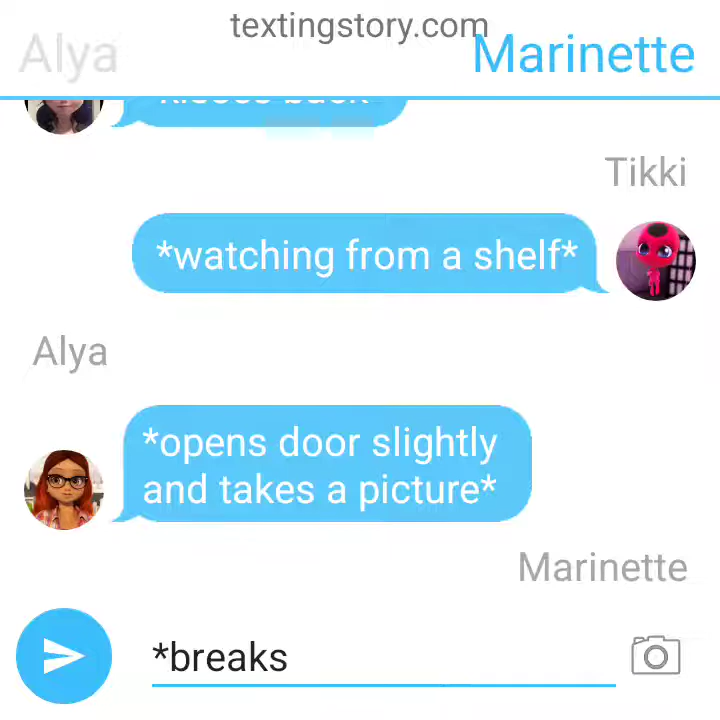 textingstory.com
Alya
Marinette
Tikki
*watching from a shelf*
Alya
*opens door slightly
and takes a picture*
Marinette
*breaks